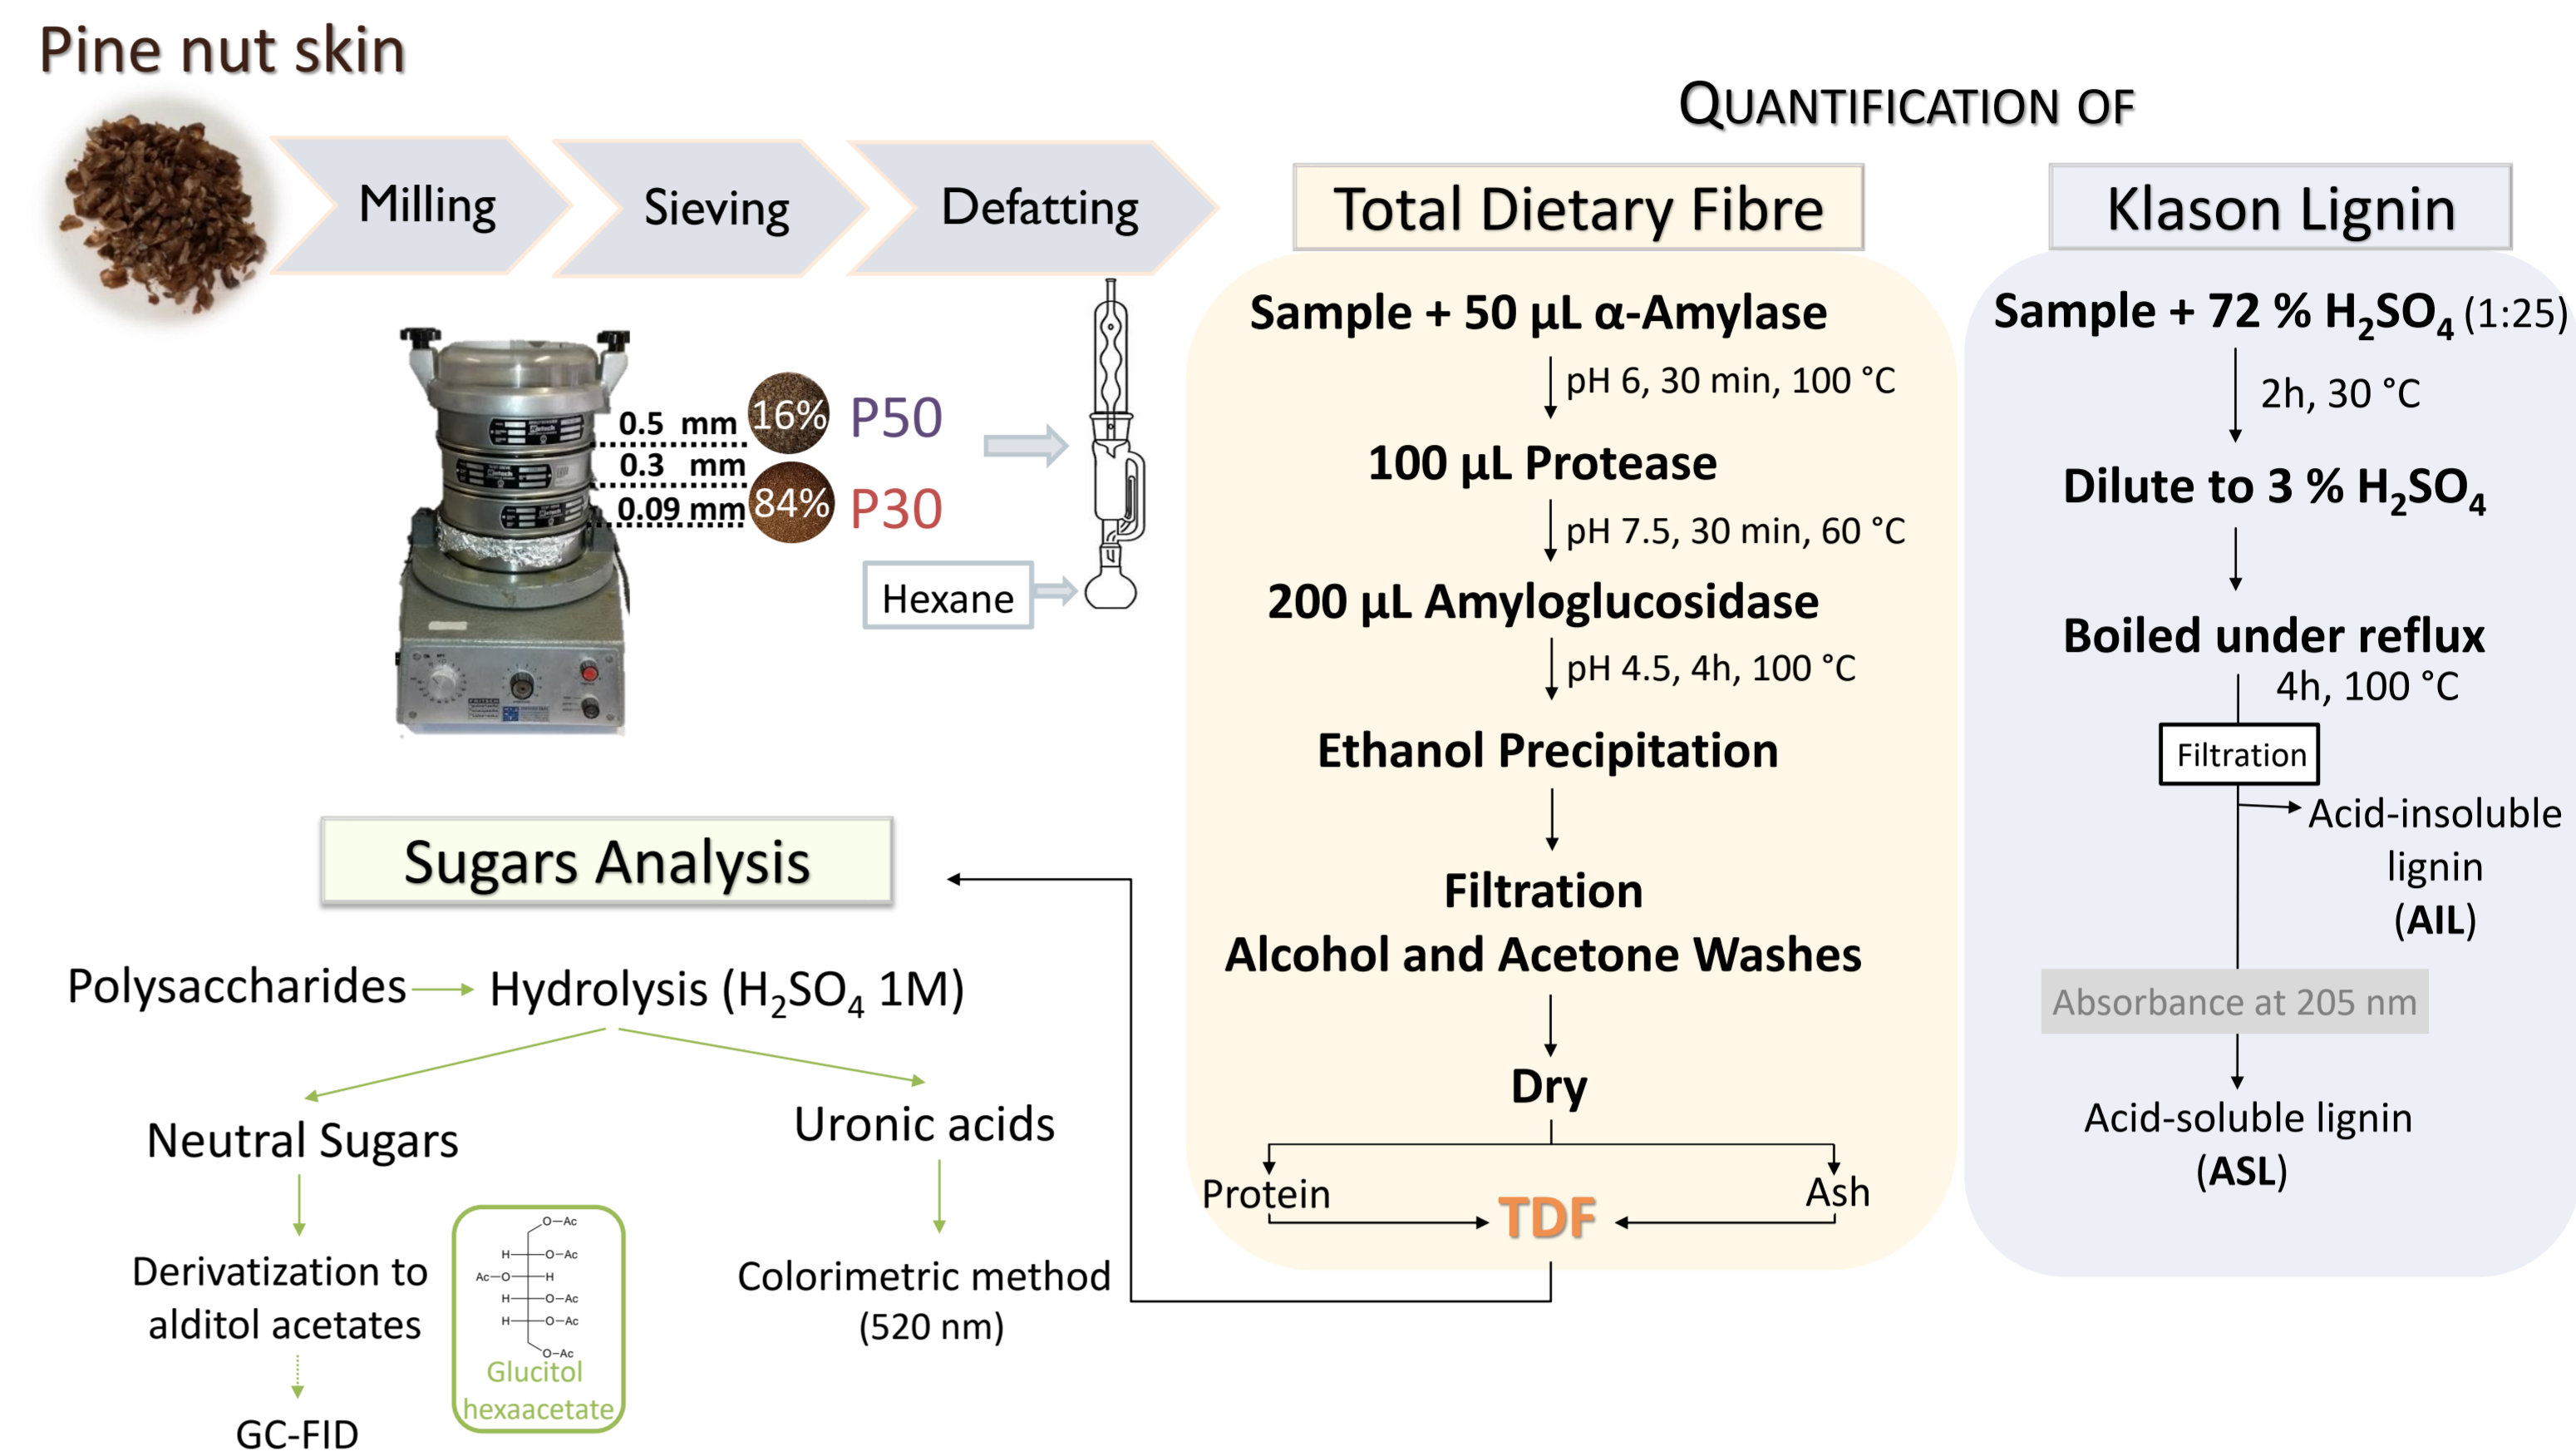 Pine nut skin
Milling
Sieving
Defatting
0.5 mm
16%
P50
0.3 mm
0.09 mm
84%
P30
Hexane
QUANTIFICATION OF
Total Dietary Fibre
Sample + 50 µL α-Amylase
pH 6, 30 min, 100 °C
100 µL Protease
pH 7.5, 30 min, 60 °C
200 µL Amyloglucosidase
pH 4.5, 4h, 100 °C
Ethanol Precipitation
Filtration
Alcohol and Acetone Washes
Dry
Protein
Ash
TDF
Klason Lignin
Sample + 72 % H₂SO₄ (1:25)
2h, 30 °C
Dilute to 3 % H₂SO₄
Boiled under reflux
4h, 100 °C
Filtration
Acid-insoluble
lignin
(AIL)
Absorbance at 205 nm
Acid-soluble lignin
(ASL)
Sugars Analysis
Polysaccharides
Hydrolysis (H₂SO₄ 1M)
Neutral Sugars
Uronic acids
Derivatization to
alditol acetates
GC-FID
O—Ac
H O—Ac
Ac—O H
H O—Ac
H O—Ac
O—Ac
Glucitol
hexaacetate
Colorimetric method
(520 nm)